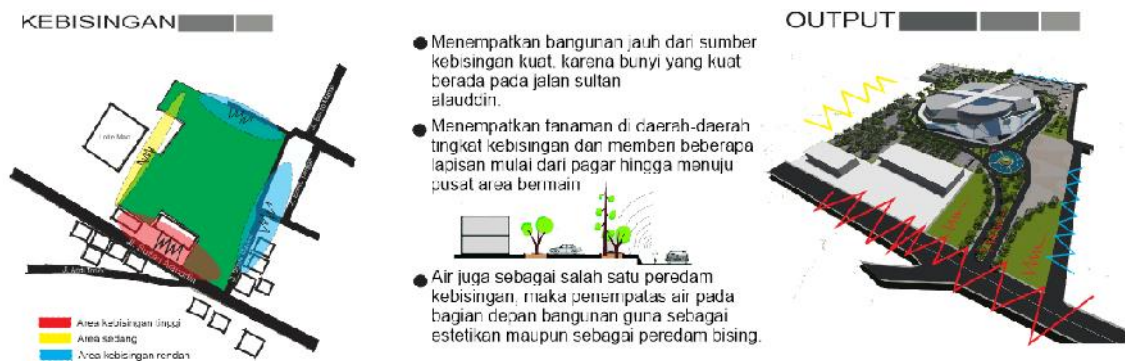 KEBISINGAN
Lotte Mart
Area kebisingan tinggi
Area sedang
Area kebisingan rendah
Menempatkan bangunan jauh dari sumber
kebisingan kuat, karena bunyi yang kuat
berada pada jalan sultan
alauddin.
Menempatkan tanaman di daerah-daerah
tingkat kebisingan dan memberi beberapa
lapisan mulai dari pagar hingga menuju
pusat area bermain
Air juga sebagai salah satu peredam
kebisingan, maka penempatas air pada
bagian depan bangunan guna sebagai
estetikan maupun sebagai peredam bising.
OUTPUT